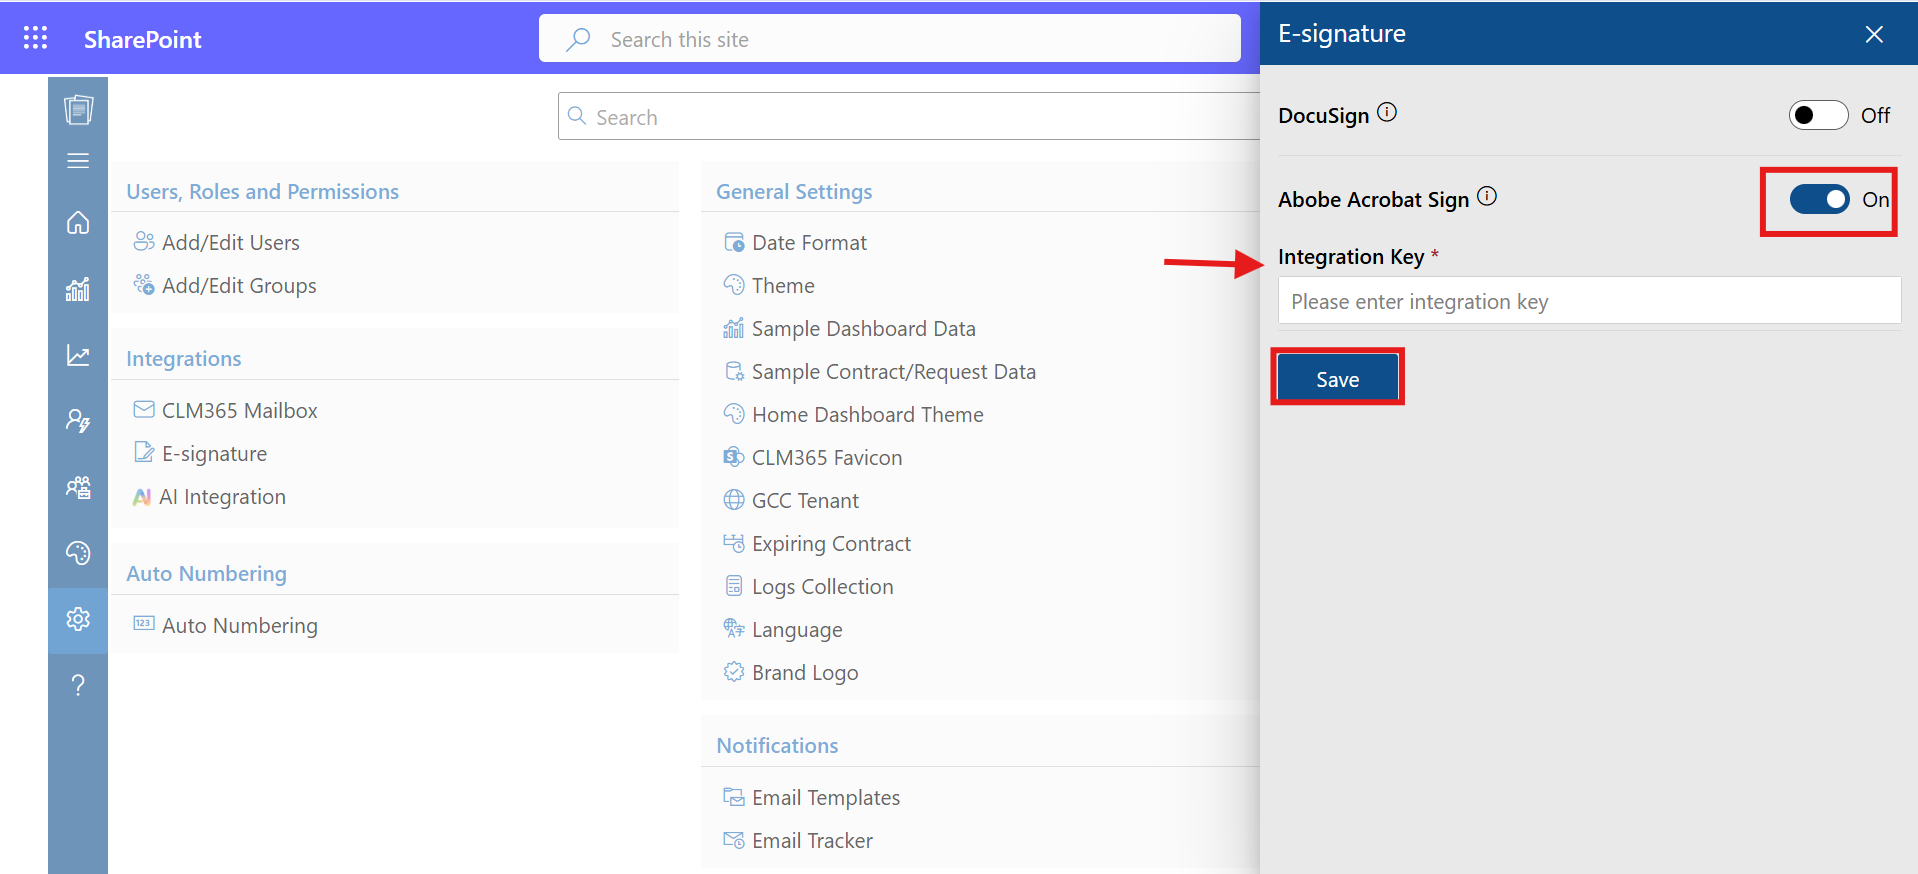 SharePoint
Search this site
Search
Users, Roles and Permissions
Add/Edit Users
Add/Edit Groups
Integrations
CLM365 Mailbox
E-signature
AI AI Integration
Auto Numbering
123 Auto Numbering
General Settings
Date Format
Theme
Sample Dashboard Data
Sample Contract/Request Data
Home Dashboard Theme
CLM365 Favicon
GCC Tenant
Expiring Contract
Logs Collection
Language
Brand Logo
Notifications
Email Templates
Email Tracker
E-signature
DocuSign
Off
Abobe Acrobat Sign
On
Integration Key *
Please enter integration key
Save